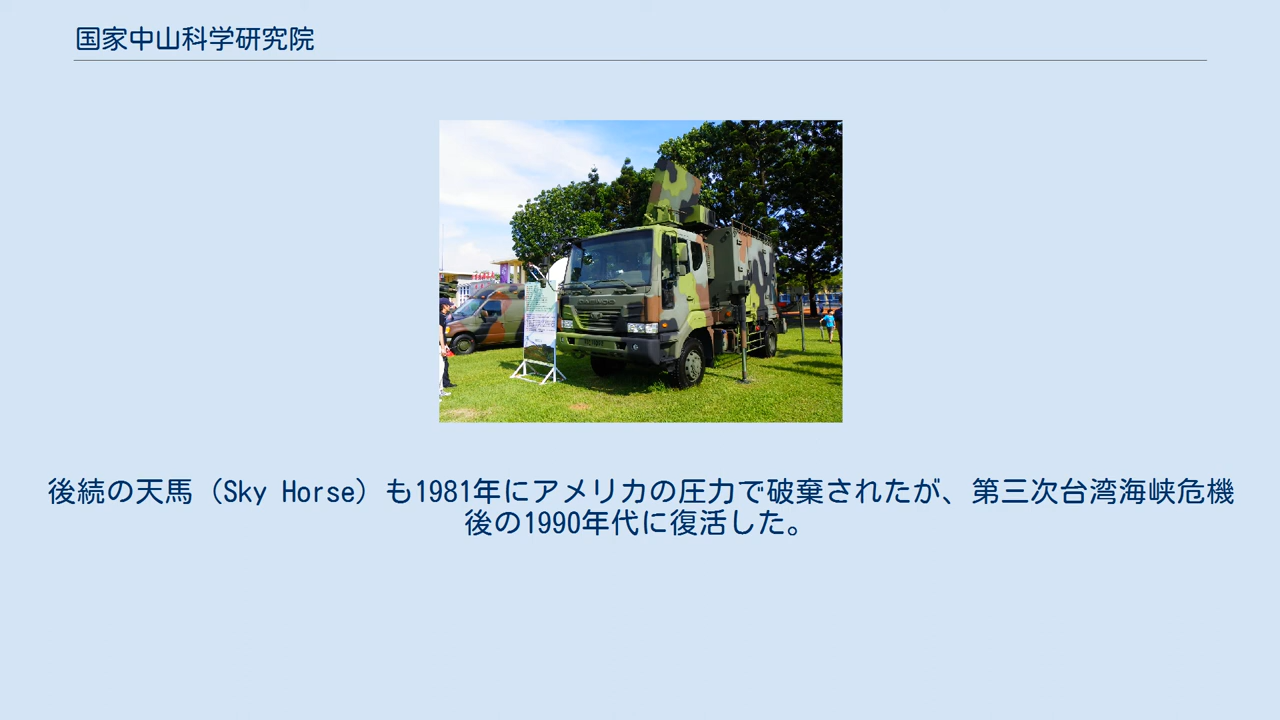 国家中山科学研究院
後続の天馬（Sky Horse）も1981年にアメリカの圧力で破棄されたが、第三次台湾海峡危機
後の1990年代に復活した。